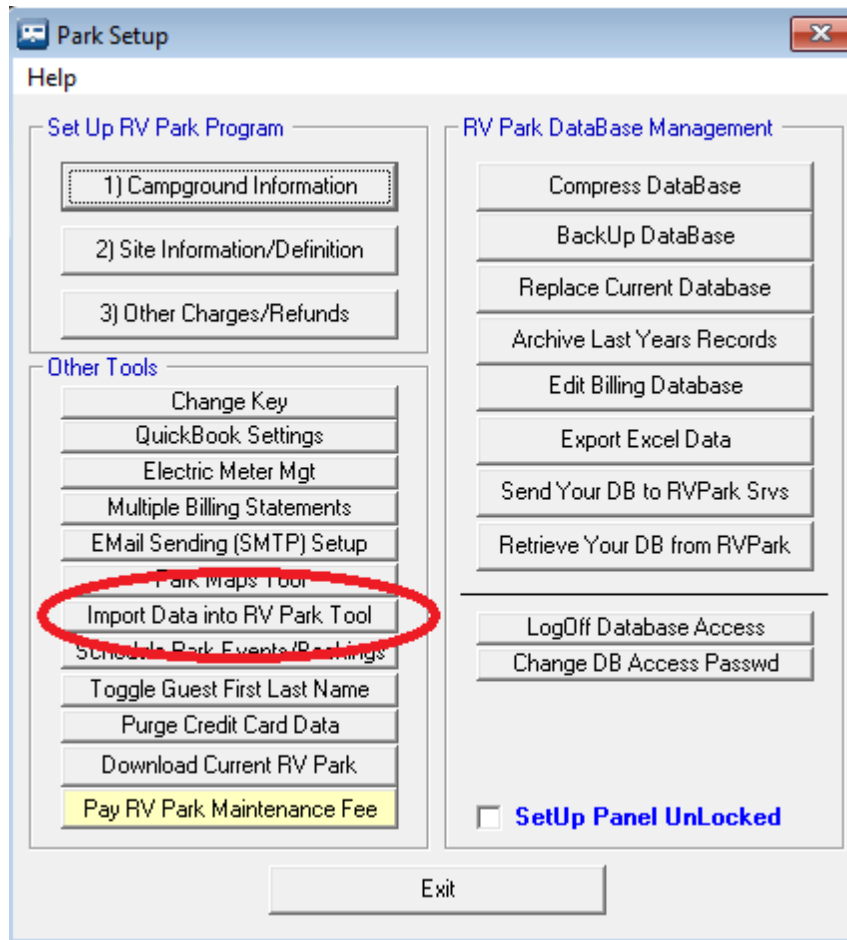 Park Setup
Help
Set Up RV Park Program
1) Campground Information
2) Site Information/Definition
3) Other Charges/Refunds
Other Tools
Change Key
QuickBook Settings
Electric Meter Mgt
Multiple Billing Statements
EMail Sending (SMTP) Setup
Park Maps Tool
Import Data into RV Park Tool
Schedule Park Events/Bookings
Toggle Guest First Last Name
Purge Credit Card Data
Download Current RV Park
Pay RV Park Maintenance Fee
RV Park DataBase Management
Compress DataBase
BackUp DataBase
Replace Current Database
Archive Last Years Records
Edit Billing Database
Export Excel Data
Send Your DB to RVPark Srvs
Retrieve Your DB from RVPark
LogOff Database Access
Change DB Access Passwd
SetUp Panel UnLocked
Exit